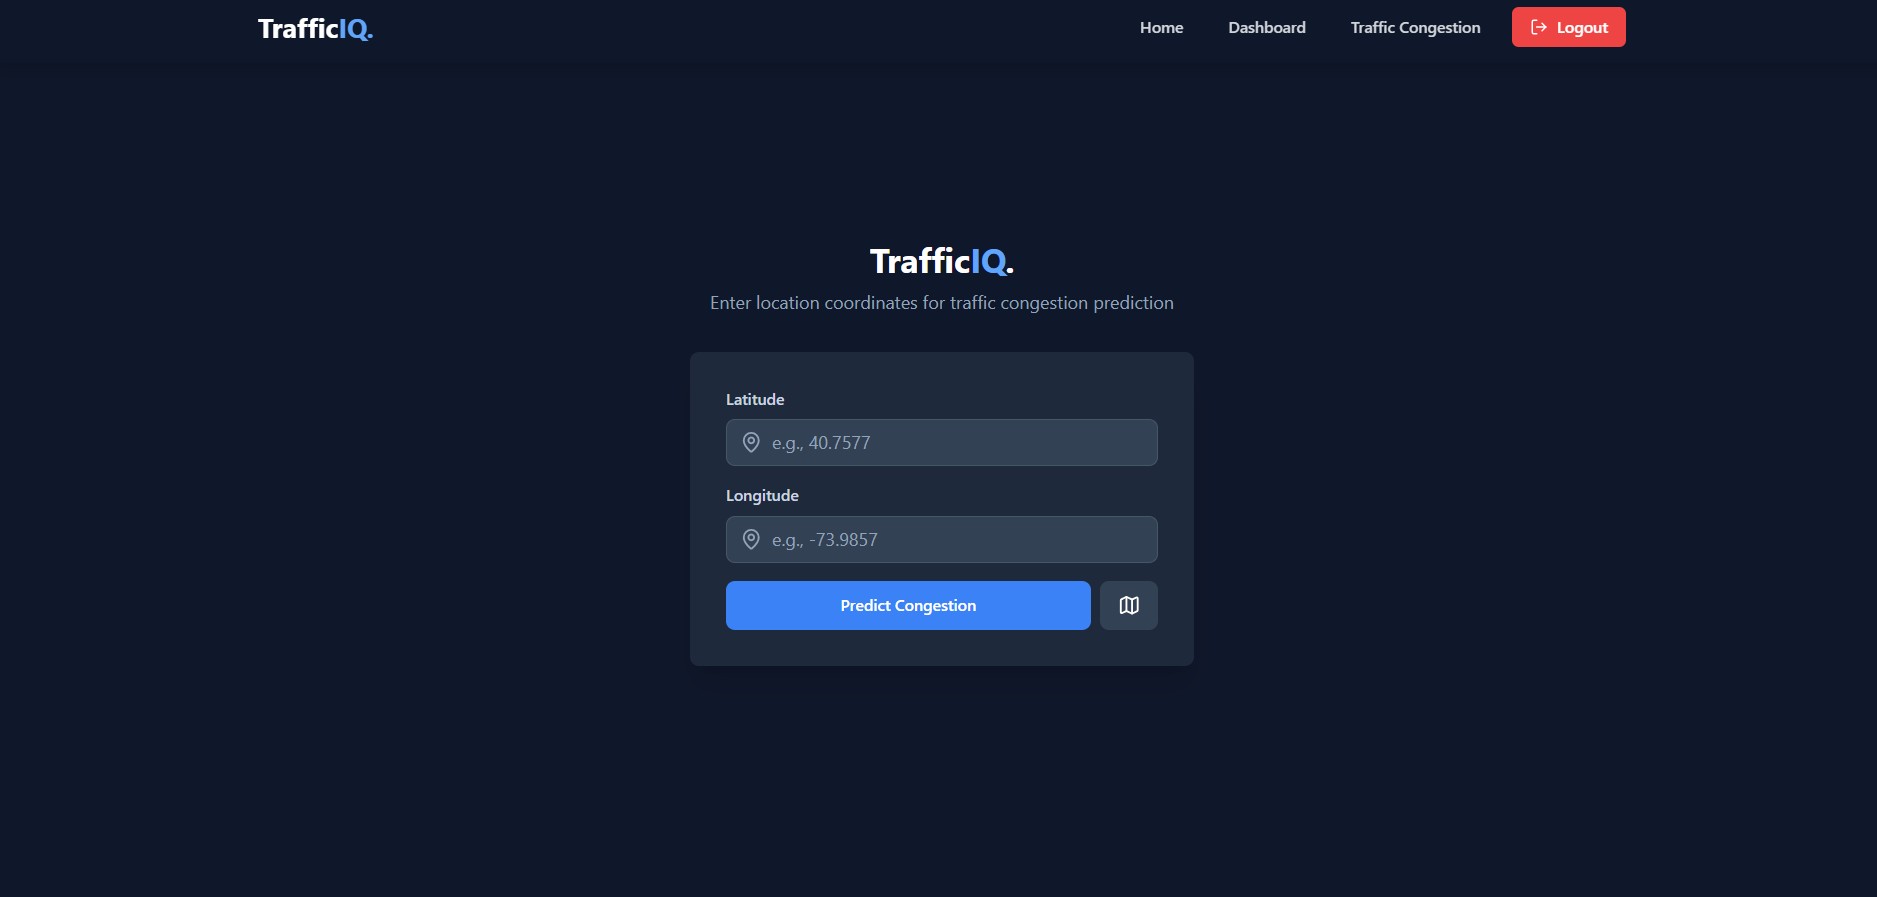 TrafficIQ.
Home
Dashboard
Traffic Congestion
Logout
TrafficIQ.
Enter location coordinates for traffic congestion prediction
Latitude
e.g., 40.7577
Longitude
e.g., -73.9857
Predict Congestion